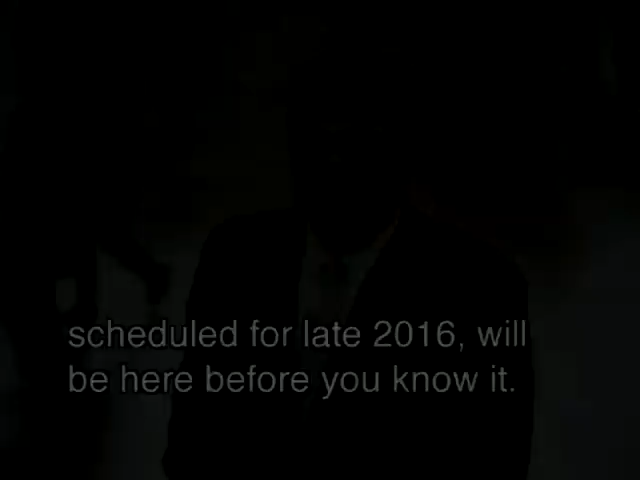 scheduled for late 2016, will
be here before you know it.